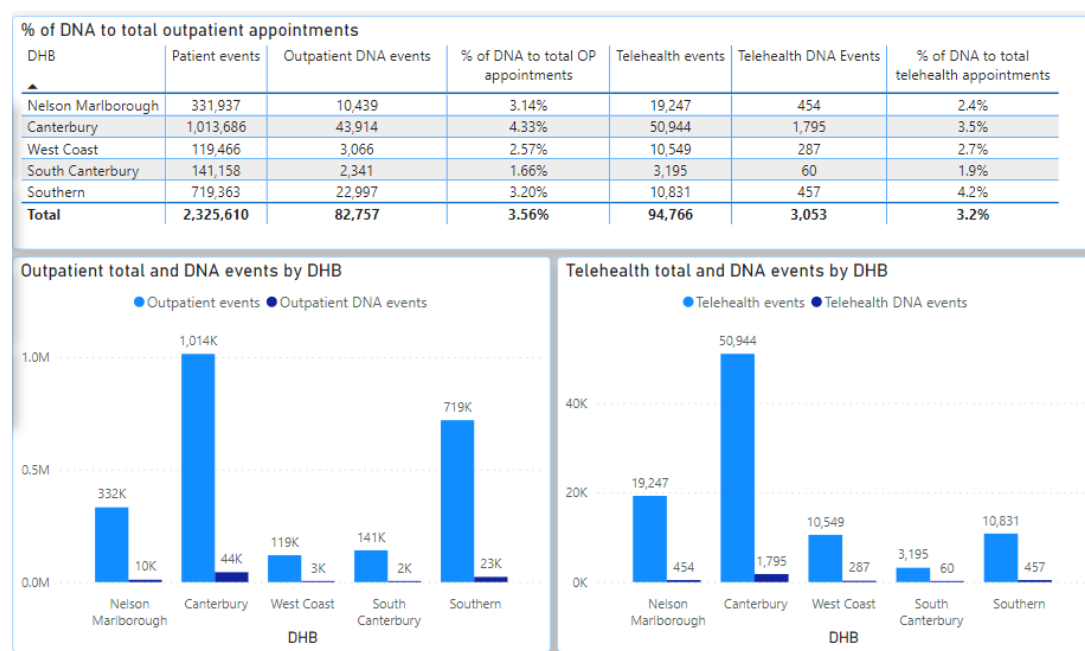 % of DNA to total outpatient appointments
DHB Patient events Outpatient DNA events % of DNA to total OP appointments Telehealth events Telehealth DNA Events % of DNA to total telehealth appointments
Nelson Marlborough 331,937 10,439 3.14% 19,247 454 2.4%
Canterbury 1,013,686 43,914 4.33% 50,944 1,795 3.5%
West Coast 119,466 3,066 2.57% 10,549 287 2.7%
South Canterbury 141,158 2,341 1.66% 3,195 60 1.9%
Southern 719,363 22,997 3.20% 10,831 457 4.2%
Total 2,325,610 82,757 3.56% 94,766 3,053 3.2%
Outpatient total and DNA events by DHB
Outpatient events Outpatient DNA events
1,014K
1.0M
719K
0.5M
332K
119K
141K
10K
44K
3K
2K
23K
0.0M
Nelson Marlborough
Canterbury
West Coast
South Canterbury
Southern
DHB
Telehealth total and DNA events by DHB
Telehealth events Telehealth DNA events
50,944
40K
20K
19,247
10,549
10,831
3,195
454
1,795
287
60
457
0K
Nelson Marlborough
Canterbury
West Coast
South Canterbury
Southern
DHB